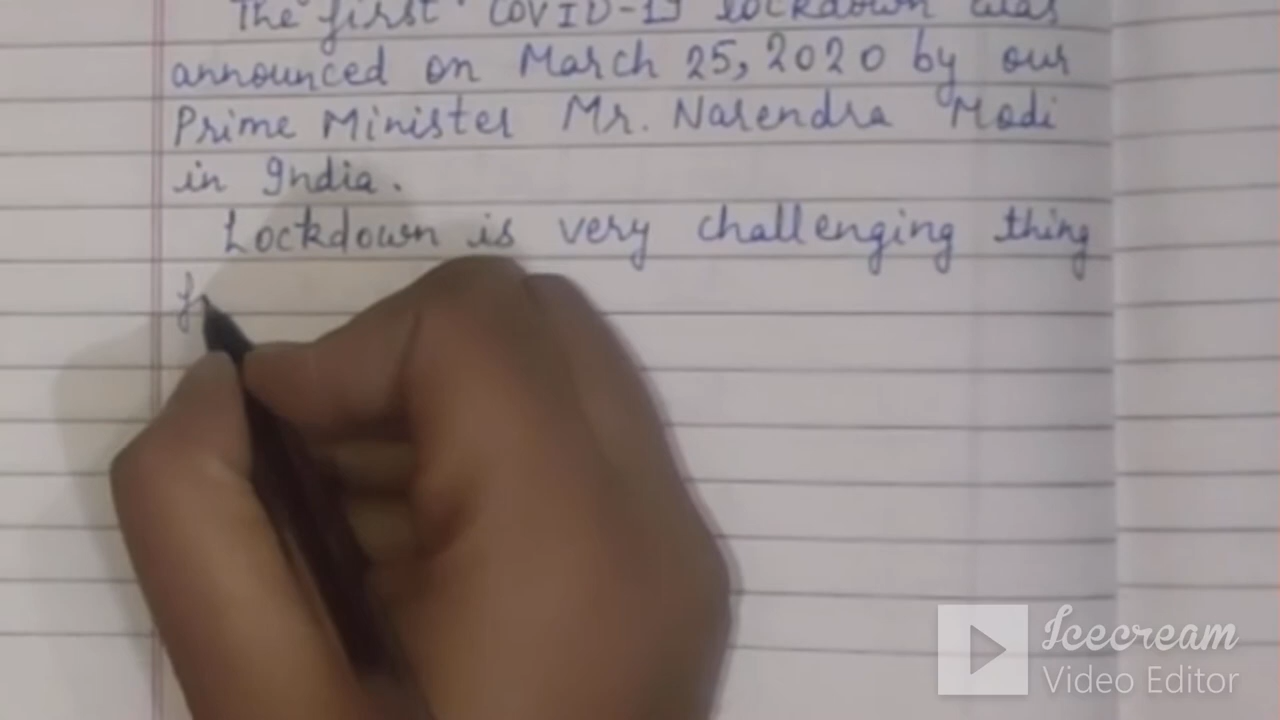 The first COVID-19 lockdown was
announced on March 25, 2020 by our
Prime Minister Mr. Narendra Modi
in India.
Lockdown is very challenging thing
Icecream
Video Editor